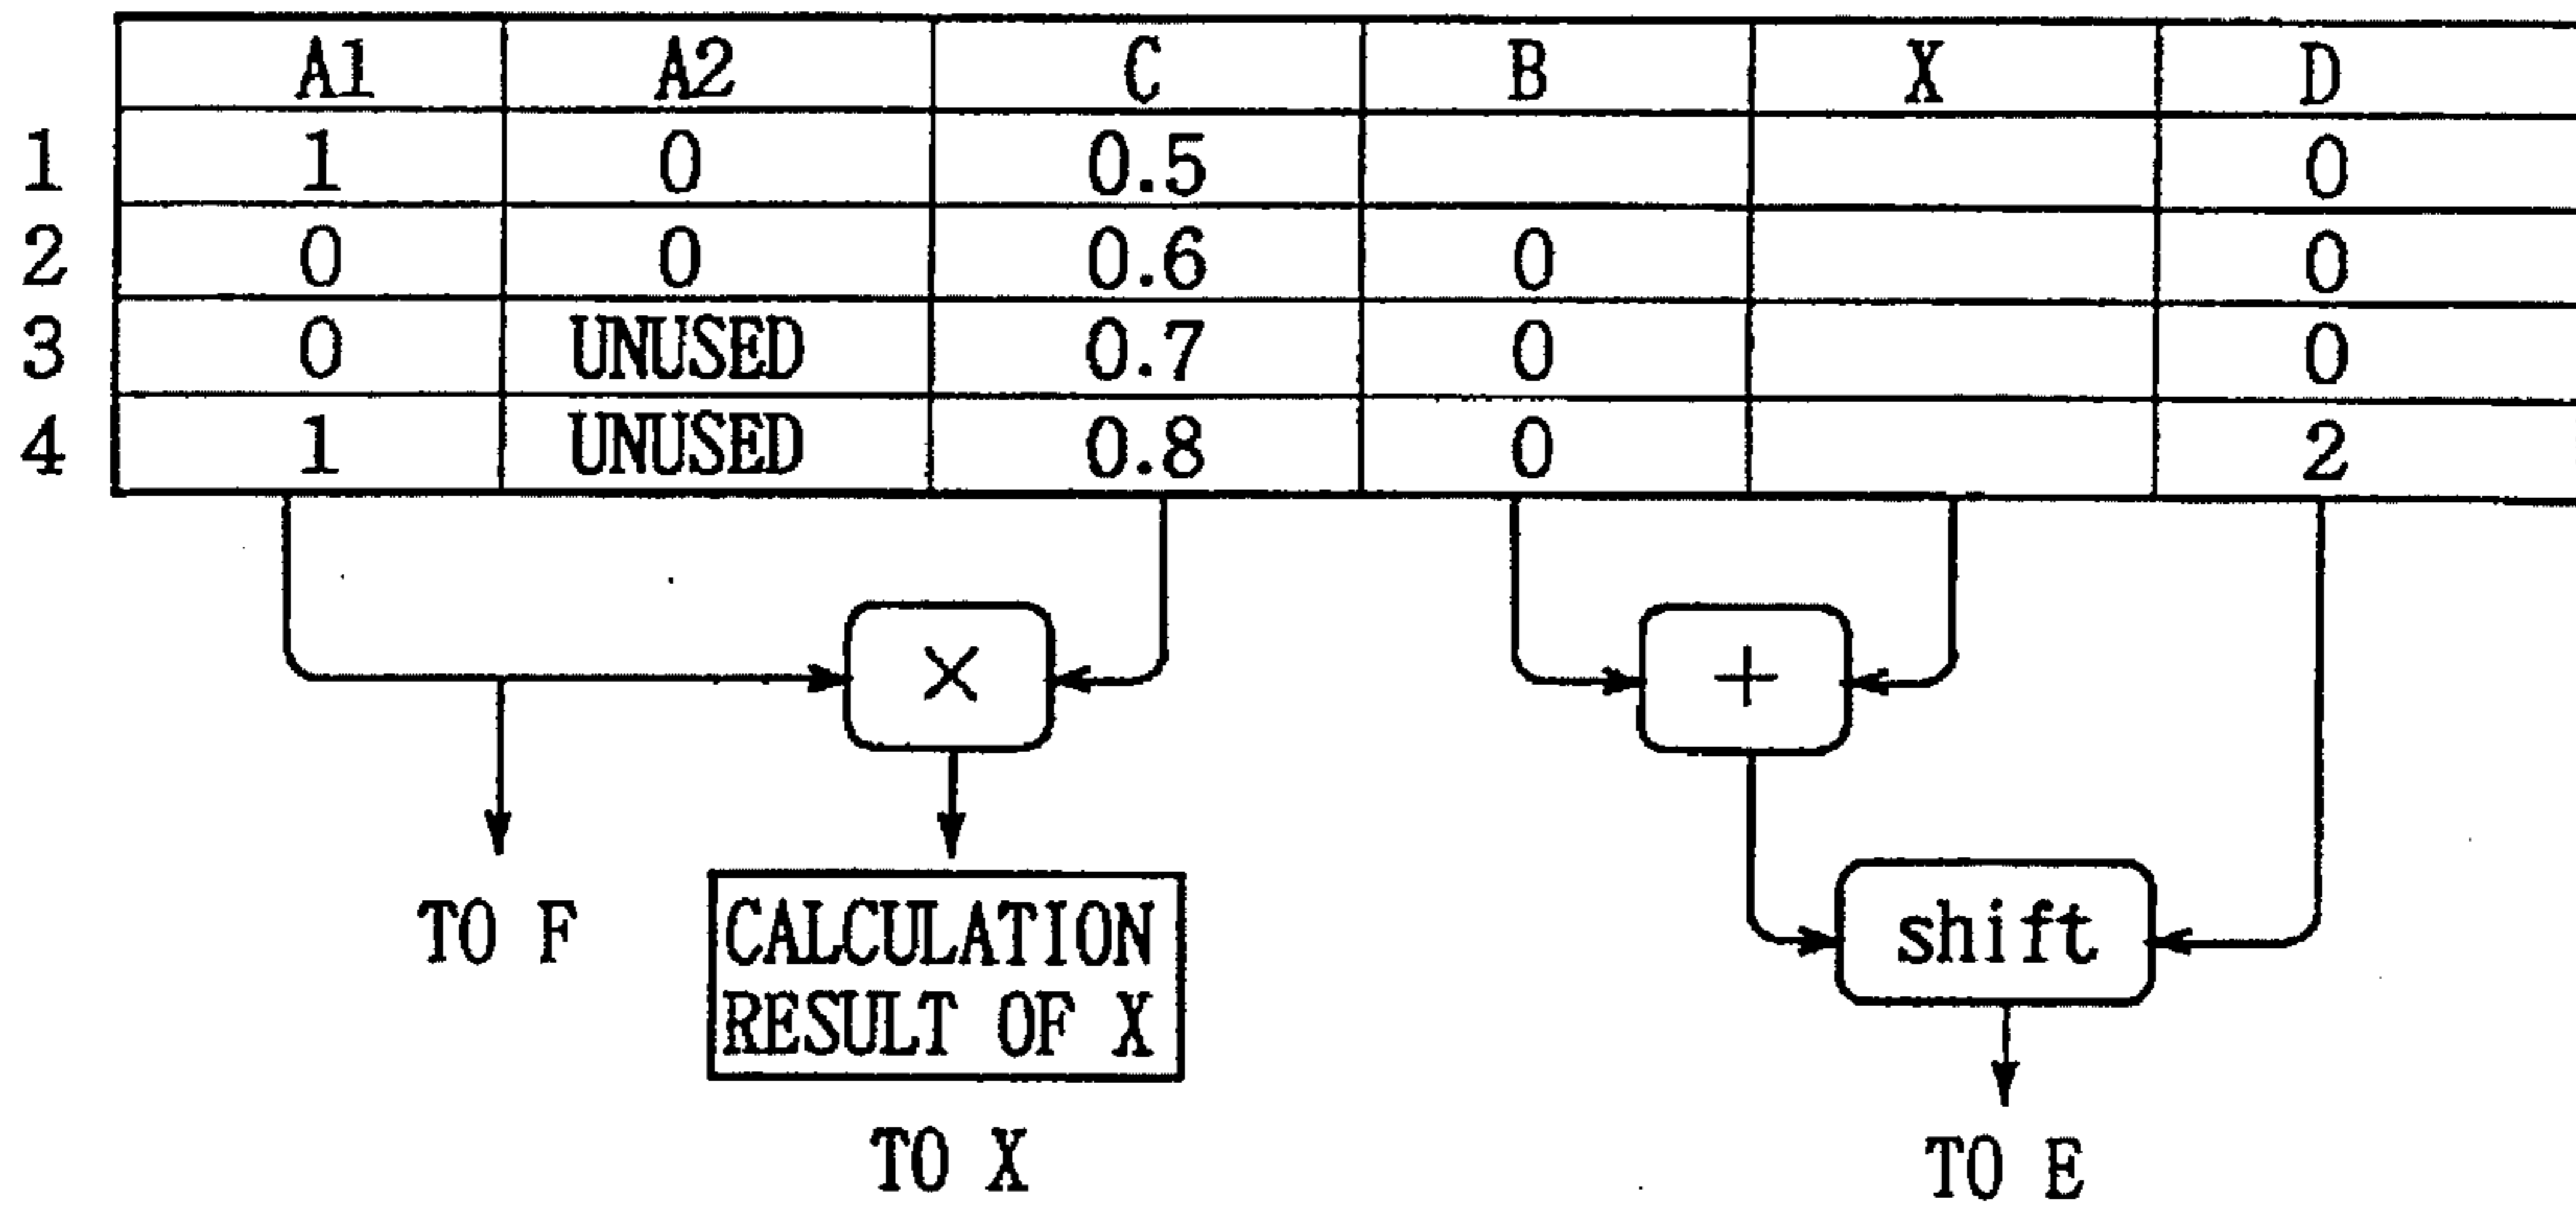 A1 A2 C B X D
1 1 0 0.5 0
2 0 0 0.6 0 0
3 0 UNUSED 0.7 0 0
4 1 UNUSED 0.8 0 2
× +
TO F
CALCULATION
RESULT OF X
shift
TO X
TO E